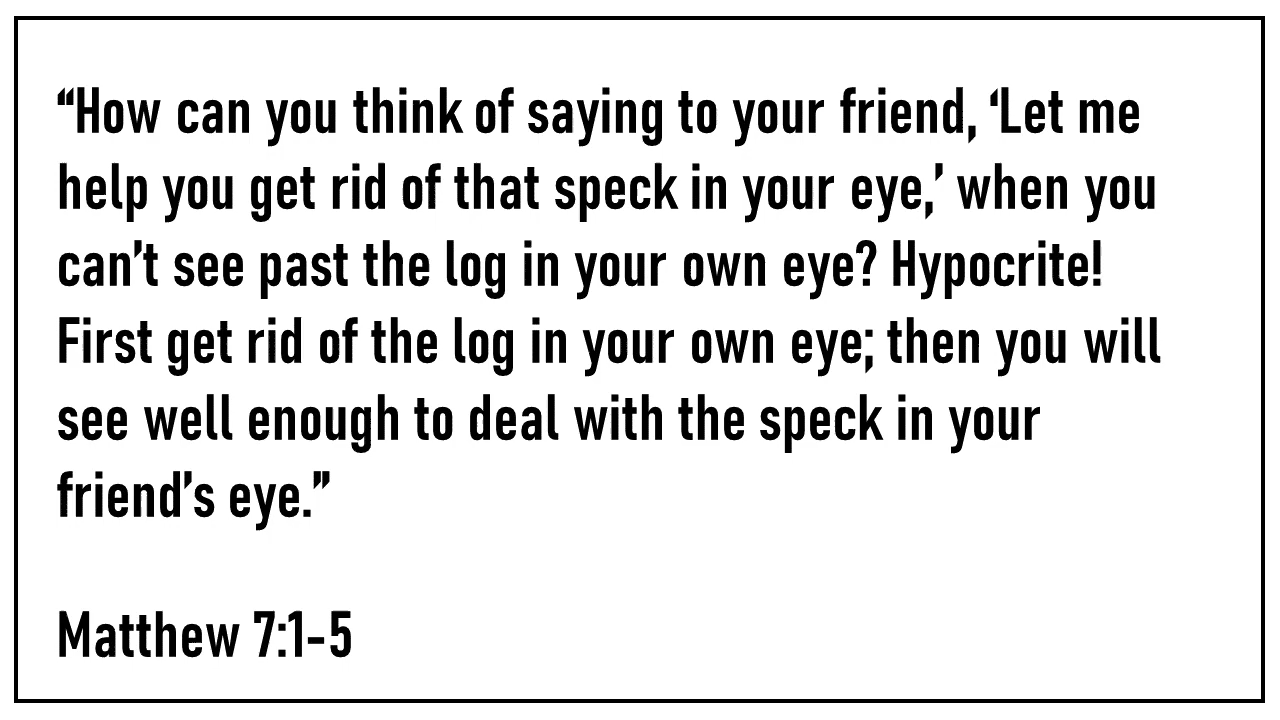 “How can you think of saying to your friend, ‘Let me
help you get rid of that speck in your eye,’ when you
can’t see past the log in your own eye? Hypocrite!
First get rid of the log in your own eye; then you will
see well enough to deal with the speck in your
friend’s eye.”
Matthew 7:1-5